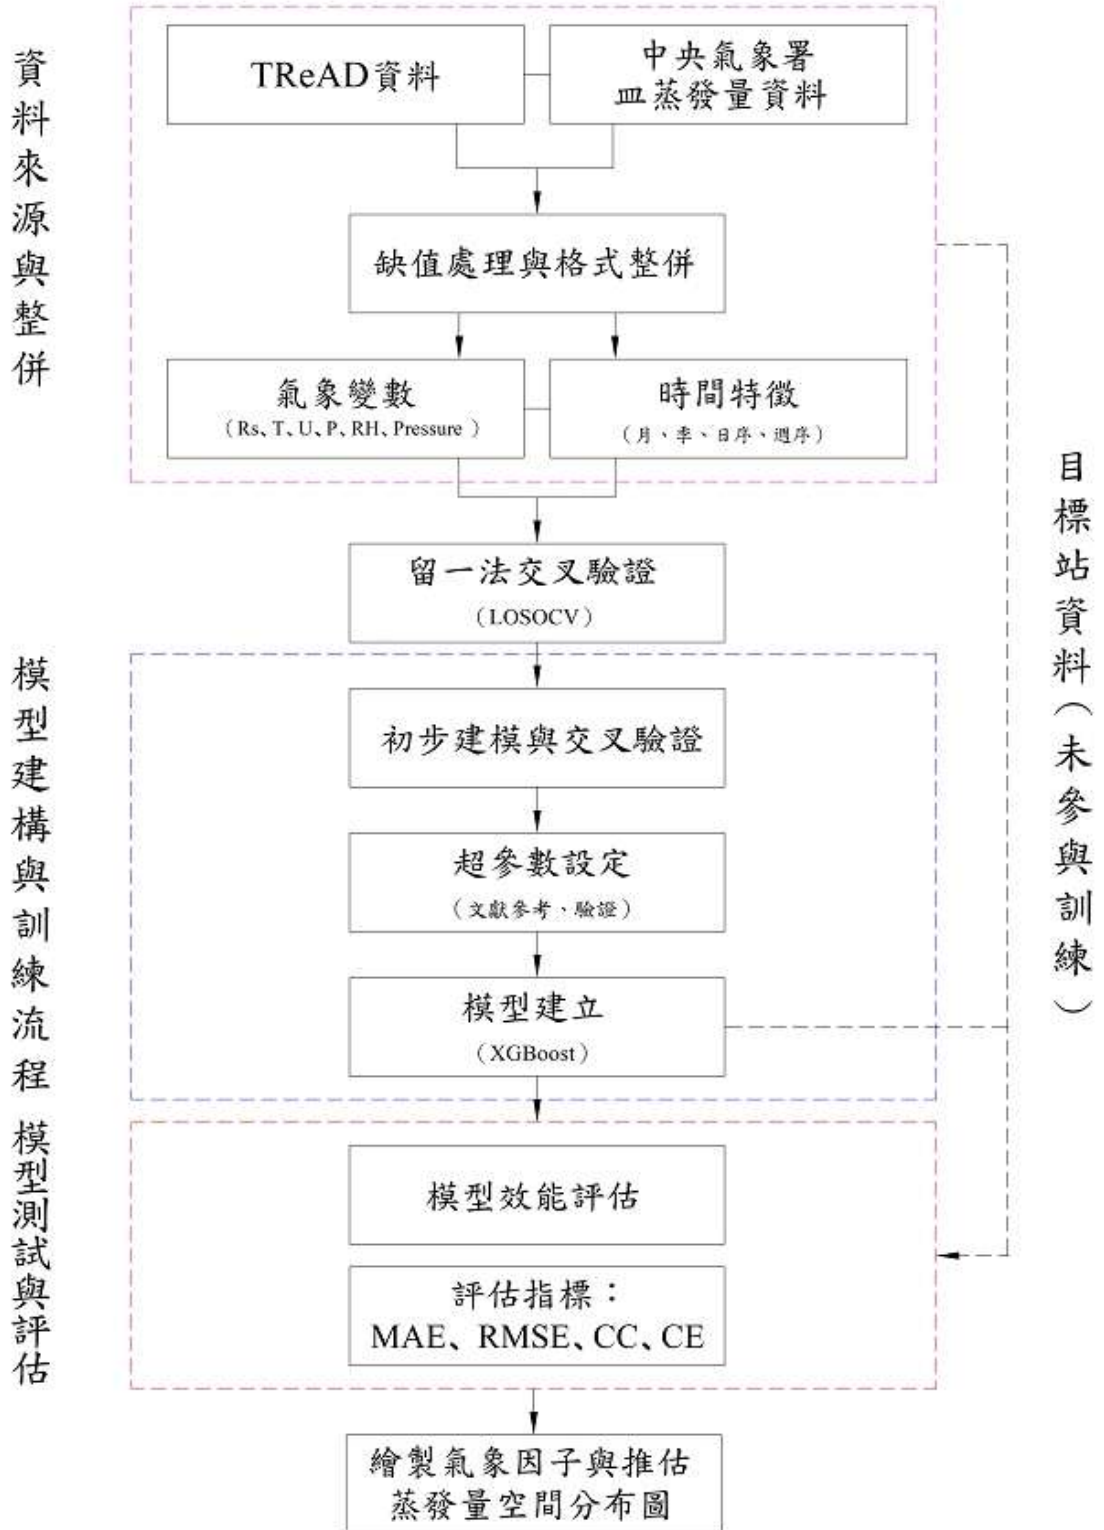 資料來源與整併
TReAD資料
中央氣象署
皿蒸發量資料
缺值處理與格式整併
氣象變數
（Rs、T、U、P、RH、Pressure）
時間特徵
（月、季、日序、週序）
留一法交叉驗證
（LOSOCV）
模型建構與訓練流程
初步建模與交叉驗證
超參數設定
（文獻參考、驗證）
模型建立
（XGBoost）
目標站資料（未參與訓練）
模型測試與評估
模型效能評估
評估指標：
MAE、RMSE、CC、CE
繪製氣象因子與推估
蒸發量空間分布圖